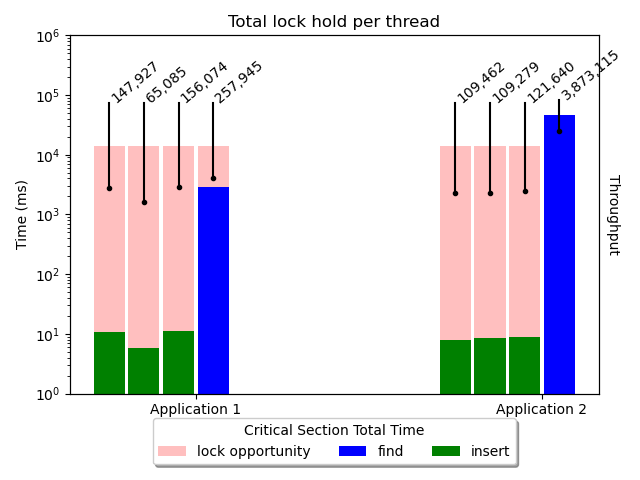 Total lock hold per thread
10^6
10^5
10^4
10^3
10^2
10^1
10^0
Time (ms)
147,927
65,085
156,074
257,945
109,462
109,279
121,640
3,873,115
Throughput
Application 1
Application 2
Critical Section Total Time
lock opportunity find insert